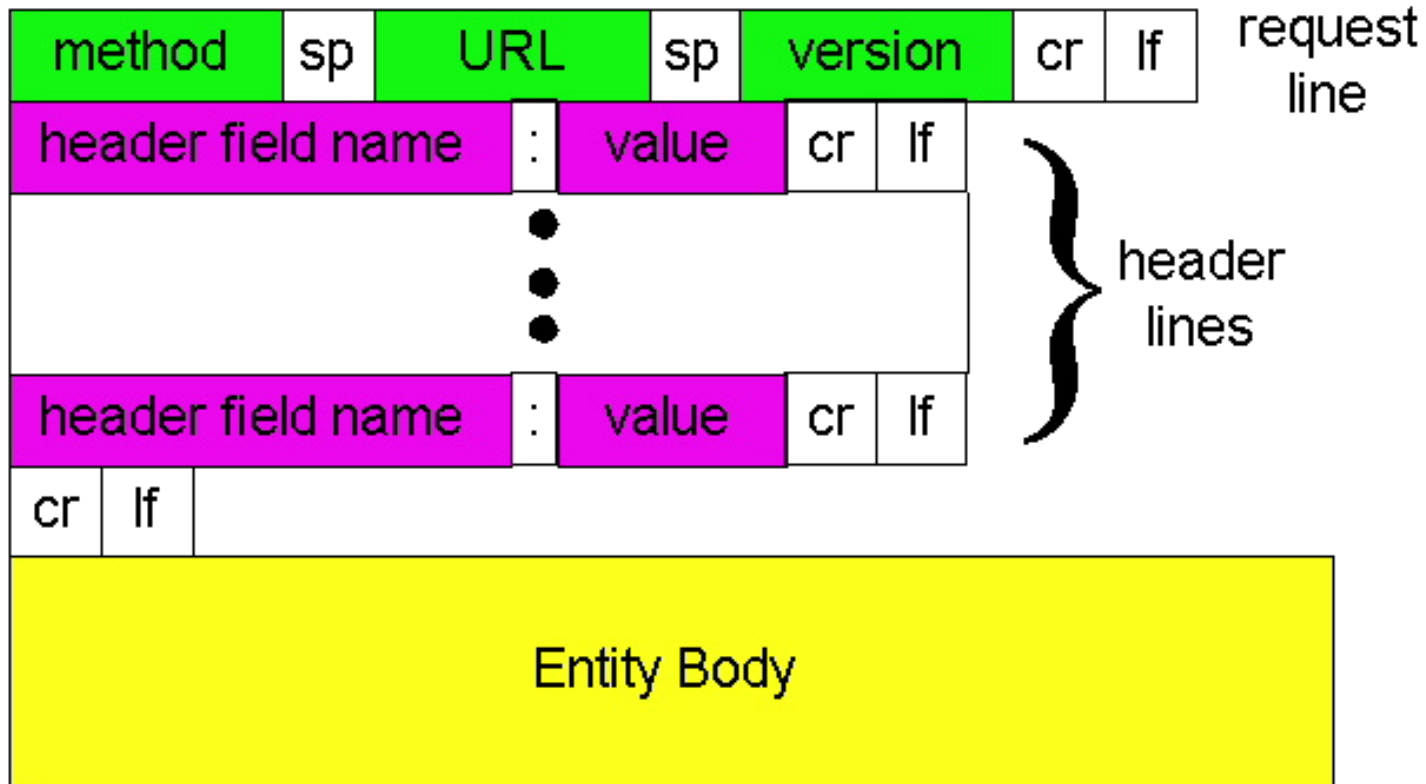 method sp URL sp version cr lf
request
line
header field name : value cr lf
header
lines
header field name : value cr lf
cr lf
Entity Body